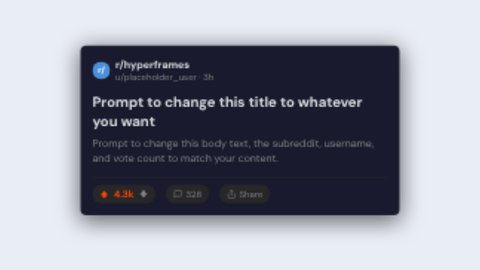 r/
r/hyperframes
u/placeholder_user · 3h
Prompt to change this title to whatever
you want
Prompt to change this body text, the subreddit, username,
and vote count to match your content.
4.3k
328
Share